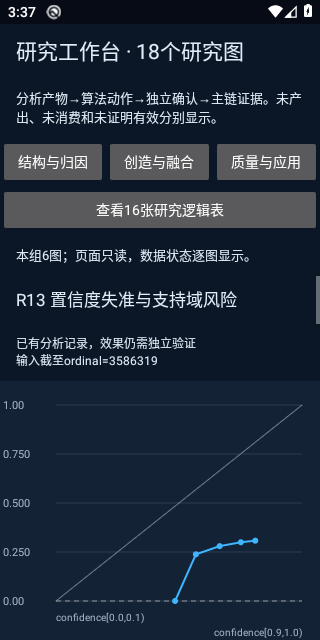 3:37
研究工作台 · 18个研究图
分析产物→算法动作→独立确认→主链证据。未产
出、未消费和未证明有效分别显示。
结构与归因
创造与融合
质量与应用
查看16张研究逻辑表
本组6图；页面只读，数据状态逐图显示。
R13 置信度失准与支持域风险
已有分析记录，效果仍需独立验证
输入截至ordinal=3586319
1.00
0.750
0.500
0.250
0.00
confidence[0.0,0.1)
confidence[0.9,1.0)